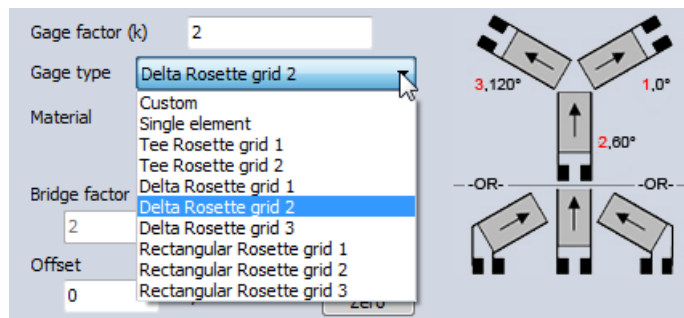 Gage factor (k) 2
Gage type Delta Rosette grid 2
Custom
Material Single element
Tee Rosette grid 1
Tee Rosette grid 2
Bridge factor Delta Rosette grid 1
Delta Rosette grid 2
2 Delta Rosette grid 3
Rectangular Rosette grid 1
Offset Rectangular Rosette grid 2
0 Rectangular Rosette grid 3
Zero
3,120° 1,0°
2,60°
-OR- -OR-